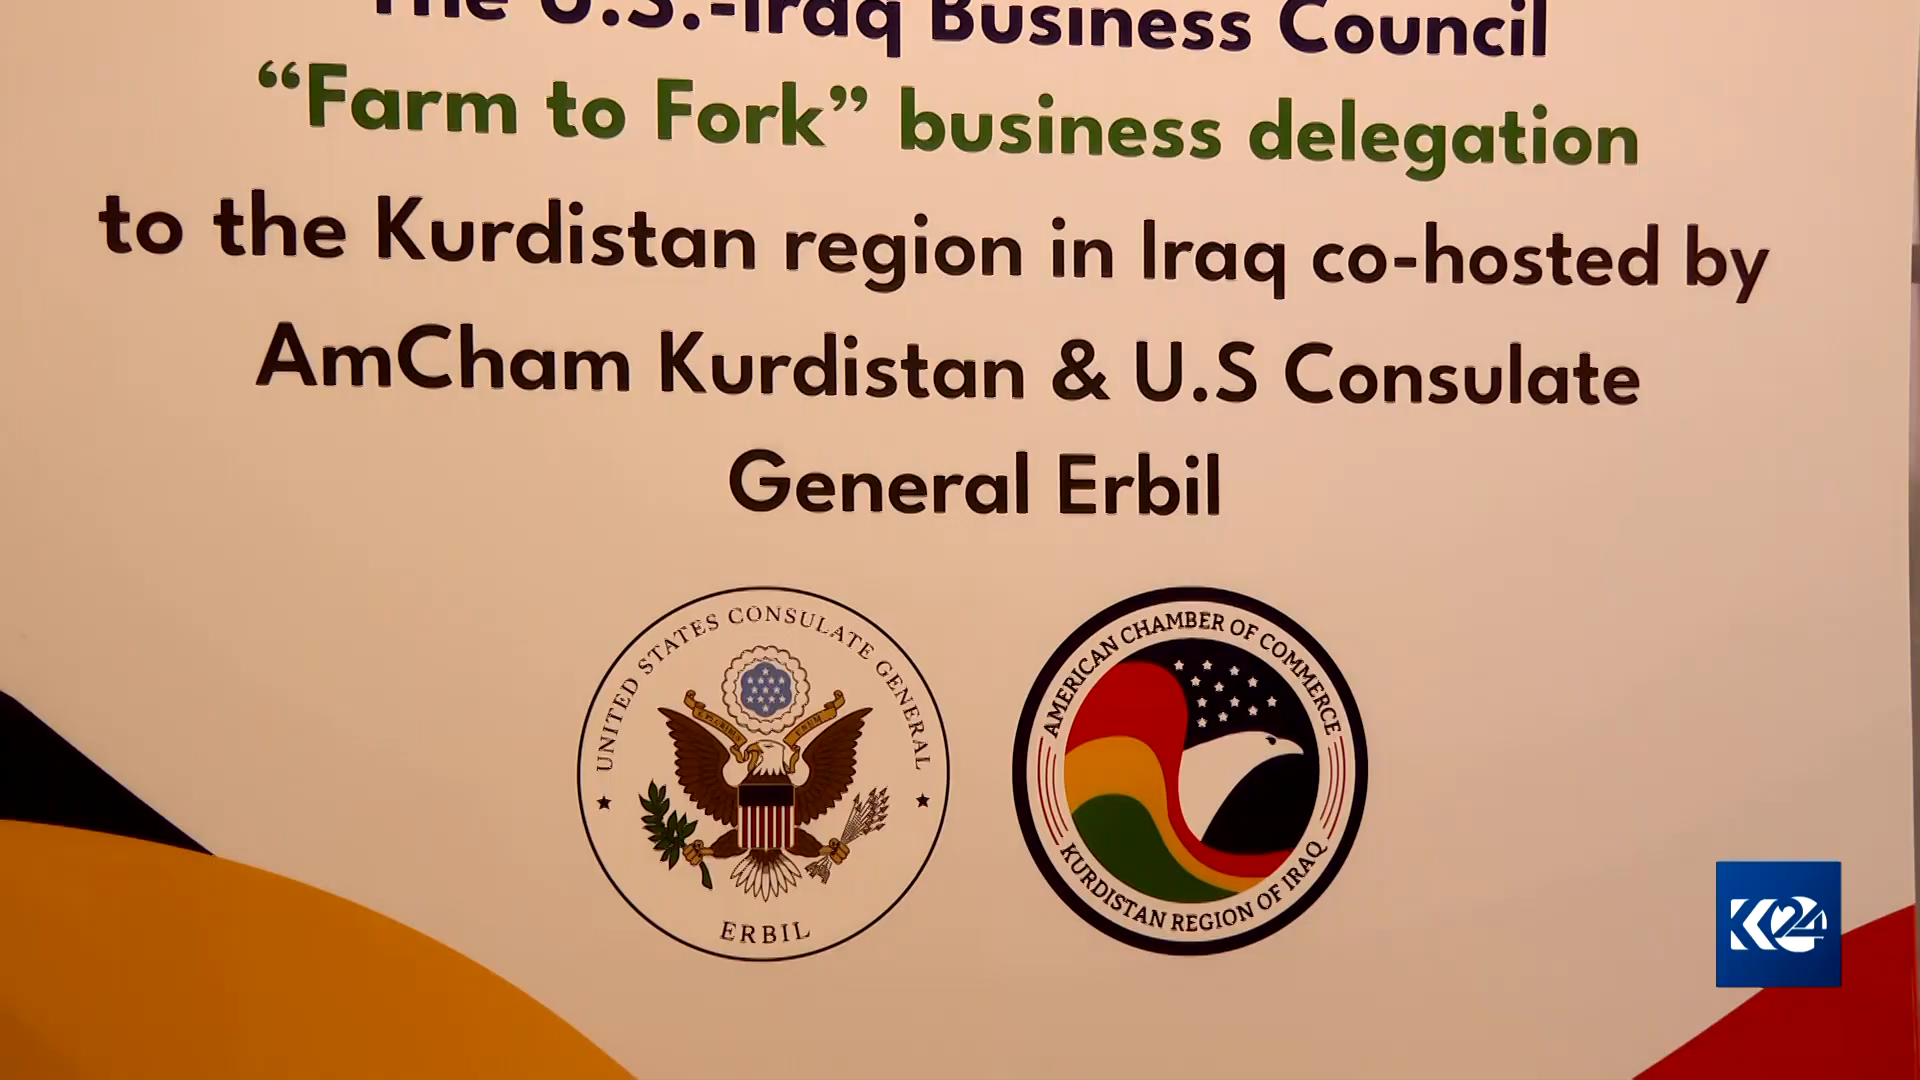 The U.S.-Iraq Business Council
“Farm to Fork” business delegation
to the Kurdistan region in Iraq co-hosted by
AmCham Kurdistan & U.S Consulate
General Erbil
UNITED STATES CONSULATE GENERAL
ERBIL
AMERICAN CHAMBER OF COMMERCE
KURDISTAN REGION OF IRAQ
K24